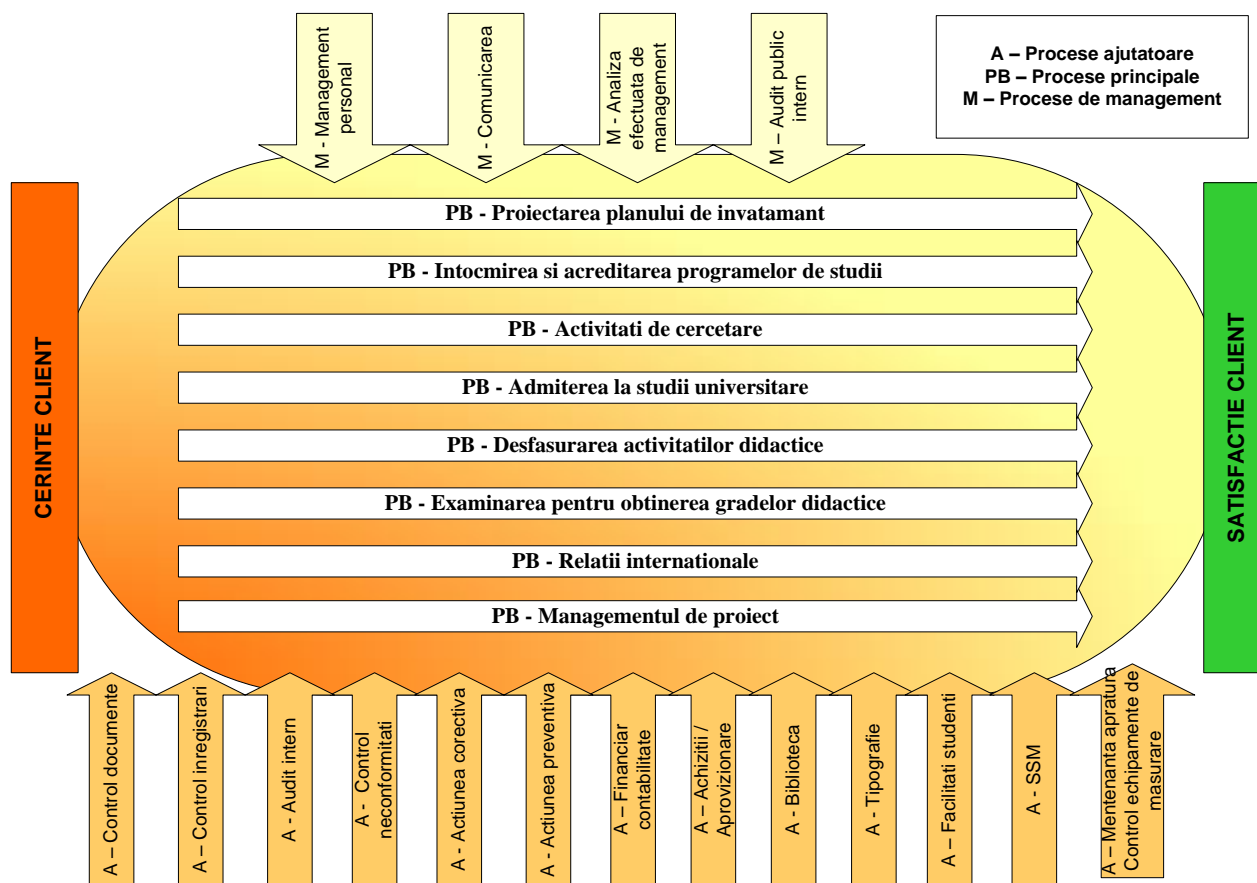 M - Management
personal
M - Comunicarea
M - Analiza
efectuata de
management
M – Audit public
intern
A – Procese ajutatoare
PB – Procese principale
M – Procese de management
CERINTE CLIENT
PB - Proiectarea planului de invatamant
PB - Intocmirea si acreditarea programelor de studii
PB - Activitati de cercetare
PB - Admiterea la studii universitare
PB - Desfasurarea activitatilor didactice
PB - Examinarea pentru obtinerea gradelor didactice
PB - Relatii internationale
PB - Managementul de proiect
SATISFACTIE CLIENT
A – Control documente
A – Control inregistrari
A - Audit intern
A - Control
neconformitati
A - Actiunea corectiva
A - Actiunea preventiva
A – Financiar
contabilitate
A – Achizitii /
Aprovizionare
A - Biblioteca
A - Tipografie
A – Facilitati studenti
A - SSM
A – Mentenanta apratura
Control echipamente de
masurare